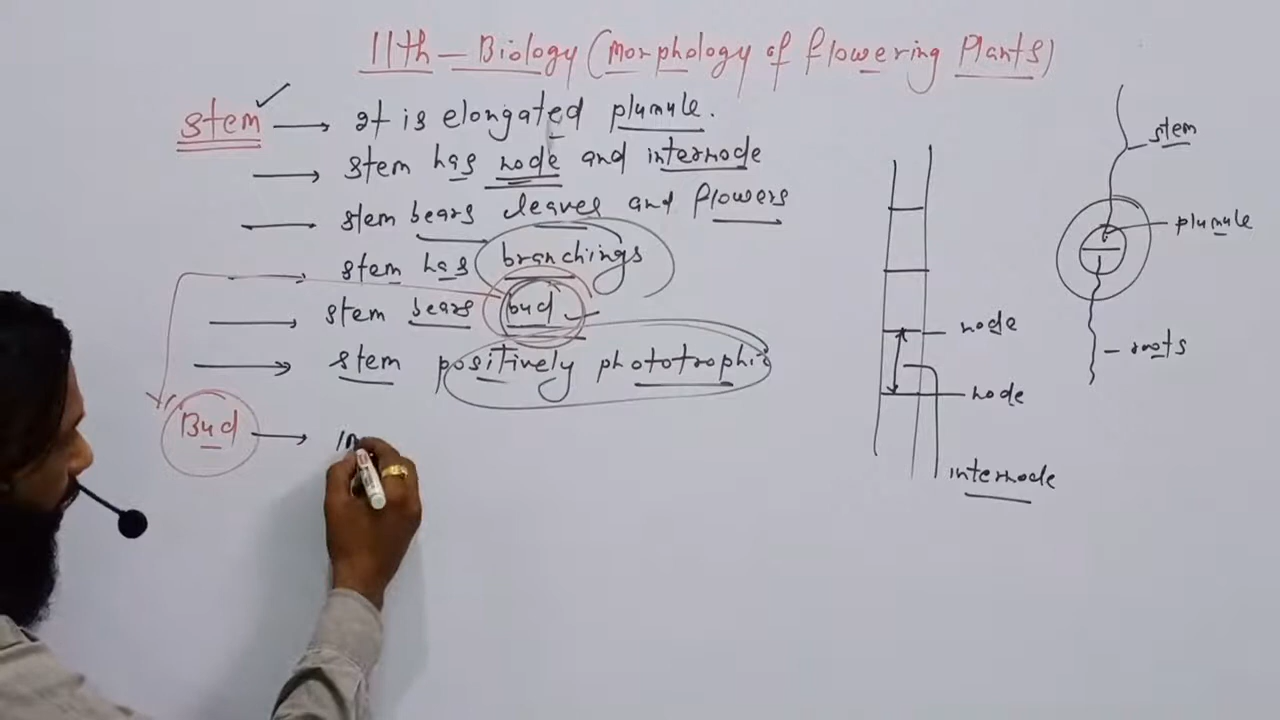 11th - Biology (Morphology of flowering Plants)
stem → It is elongated plumule.
→ stem has node and internode
→ stem bears leaves and flowers
→ stem has branchings
→ stem bears bud
→ stem positively phototrophic
Bud →
stem
plumule
roots
node
node
internode